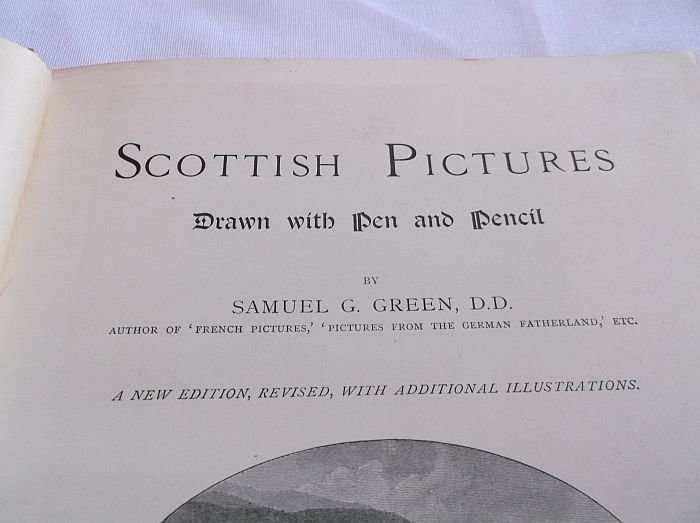 SCOTTISH PICTURES
Drawn with Pen and Pencil
BY
SAMUEL G. GREEN, D.D.
AUTHOR OF 'FRENCH PICTURES,' 'PICTURES FROM THE GERMAN FATHERLAND,' ETC.
A NEW EDITION, REVISED, WITH ADDITIONAL ILLUSTRATIONS.